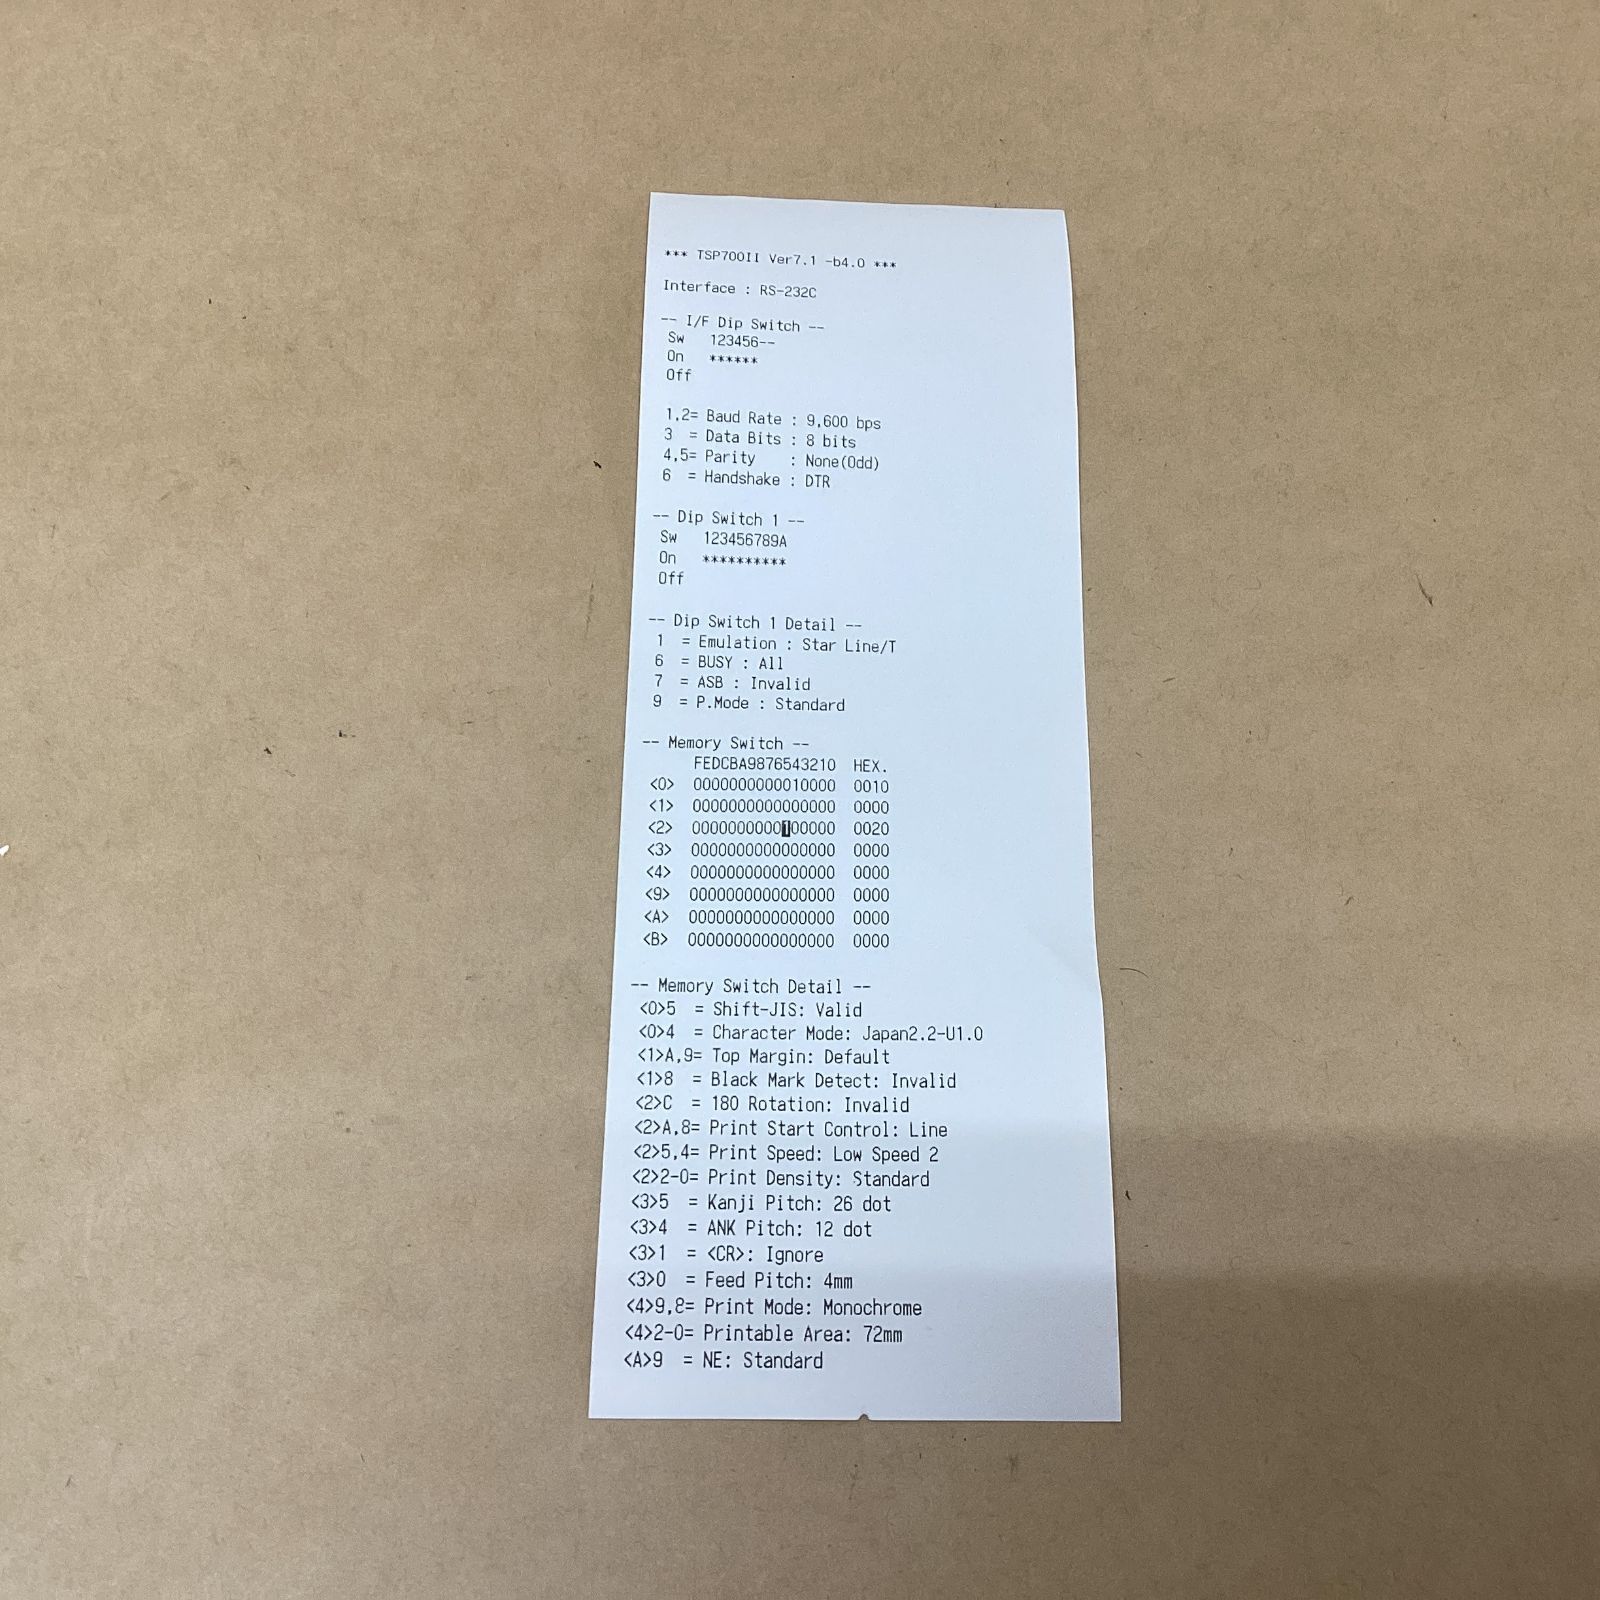 *** TSP700II Ver7.1 -b4.0 ***
Interface : RS-232C
-- I/F Dip Switch --
Sw 123456--
On ******
Off
1,2= Baud Rate : 9,600 bps
3 = Data Bits : 8 bits
4,5= Parity : None(Odd)
6 = Handshake : DTR
-- Dip Switch 1 --
Sw 123456789A
On **********
Off
-- Dip Switch 1 Detail --
1 = Emulation : Star Line/T
6 = BUSY : All
7 = ASB : Invalid
9 = P.Mode : Standard
-- Memory Switch --
FEDCBA9876543210 HEX.
<0> 0000000000010000 0010
<1> 0000000000000000 0000
<2> 0000000000100000 0020
<3> 0000000000000000 0000
<4> 0000000000000000 0000
<9> 0000000000000000 0000
<A> 0000000000000000 0000
<B> 0000000000000000 0000
-- Memory Switch Detail --
<0>5 = Shift-JIS: Valid
<0>4 = Character Mode: Japan2.2-U1.0
<1>A,9= Top Margin: Default
<1>8 = Black Mark Detect: Invalid
<2>C = 180 Rotation: Invalid
<2>A,8= Print Start Control: Line
<2>5,4= Print Speed: Low Speed 2
<2>2-0= Print Density: Standard
<3>5 = Kanji Pitch: 26 dot
<3>4 = ANK Pitch: 12 dot
<3>1 = <CR>: Ignore
<3>0 = Feed Pitch: 4mm
<4>9,8= Print Mode: Monochrome
<4>2-0= Printable Area: 72mm
<A>9 = NE: Standard